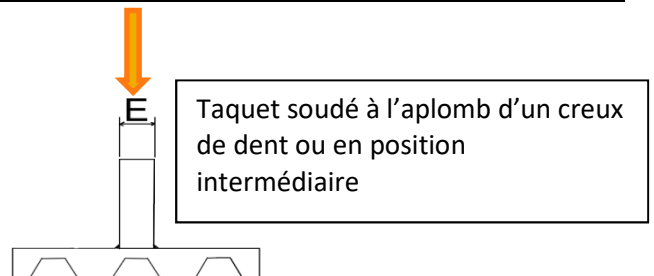 E
Taquet soudé à l’aplomb d’un creux
de dent ou en position
intermédiaire